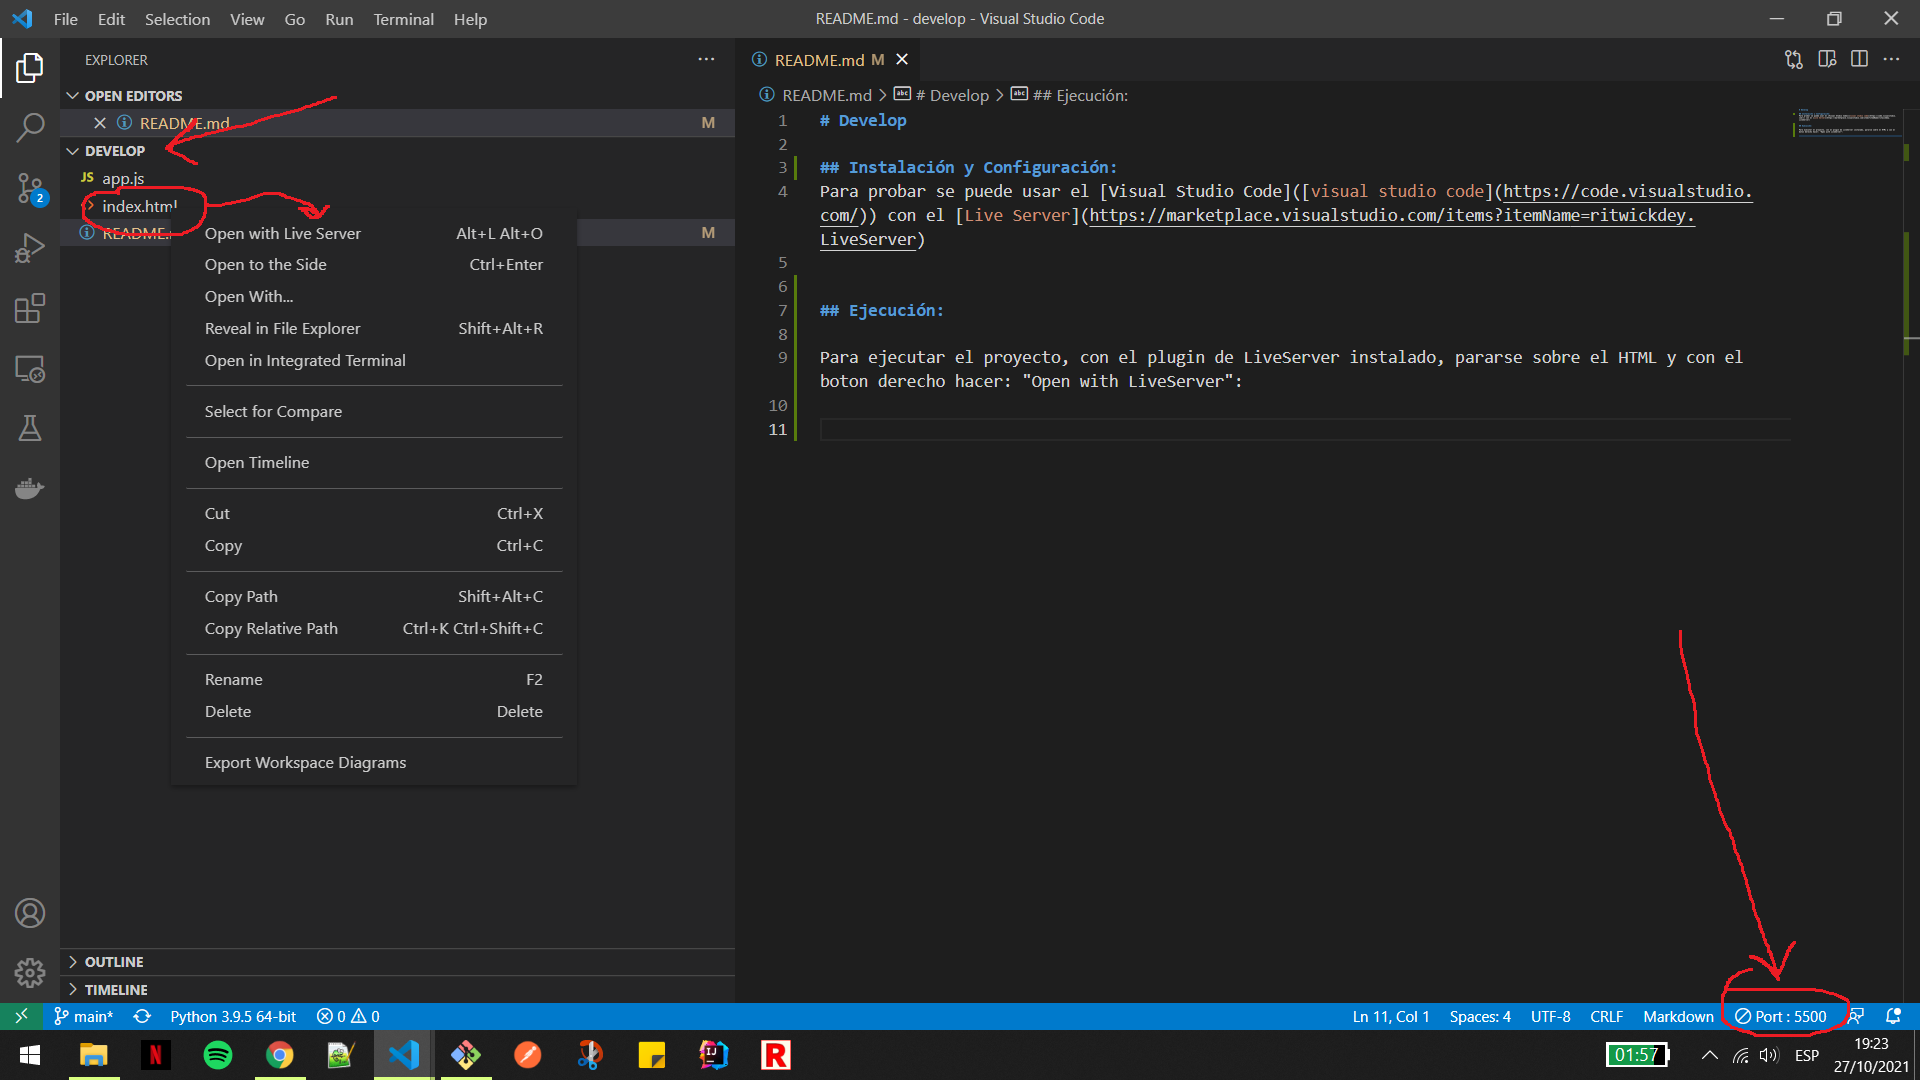 File Edit Selection View Go Run Terminal Help
README.md - develop - Visual Studio Code
EXPLORER
OPEN EDITORS
README.md M
DEVELOP
JS app.js
index.html
README. M
2
Open with Live Server Alt+L Alt+O
Open to the Side Ctrl+Enter
Open With...
Reveal in File Explorer Shift+Alt+R
Open in Integrated Terminal
Select for Compare
Open Timeline
Cut Ctrl+X
Copy Ctrl+C
Copy Path Shift+Alt+C
Copy Relative Path Ctrl+K Ctrl+Shift+C
Rename F2
Delete Delete
Export Workspace Diagrams
OUTLINE
TIMELINE
README.md M
README.md > abc # Develop > abc ## Ejecución:
1 # Develop
2
3 ## Instalación y Configuración:
4 Para probar se puede usar el [Visual Studio Code]([visual studio code](https://code.visualstudio.
com/)) con el [Live Server](https://marketplace.visualstudio.com/items?itemName=ritwickdey.
LiveServer)
5
6
7 ## Ejecución:
8
9 Para ejecutar el proyecto, con el plugin de LiveServer instalado, pararse sobre el HTML y con el
boton derecho hacer: "Open with LiveServer":
10
11
main* Python 3.9.5 64-bit 0 0 Ln 11, Col 1 Spaces: 4 UTF-8 CRLF Markdown Port : 5500
N IJ R 01:57 ESP 19:23
27/10/2021